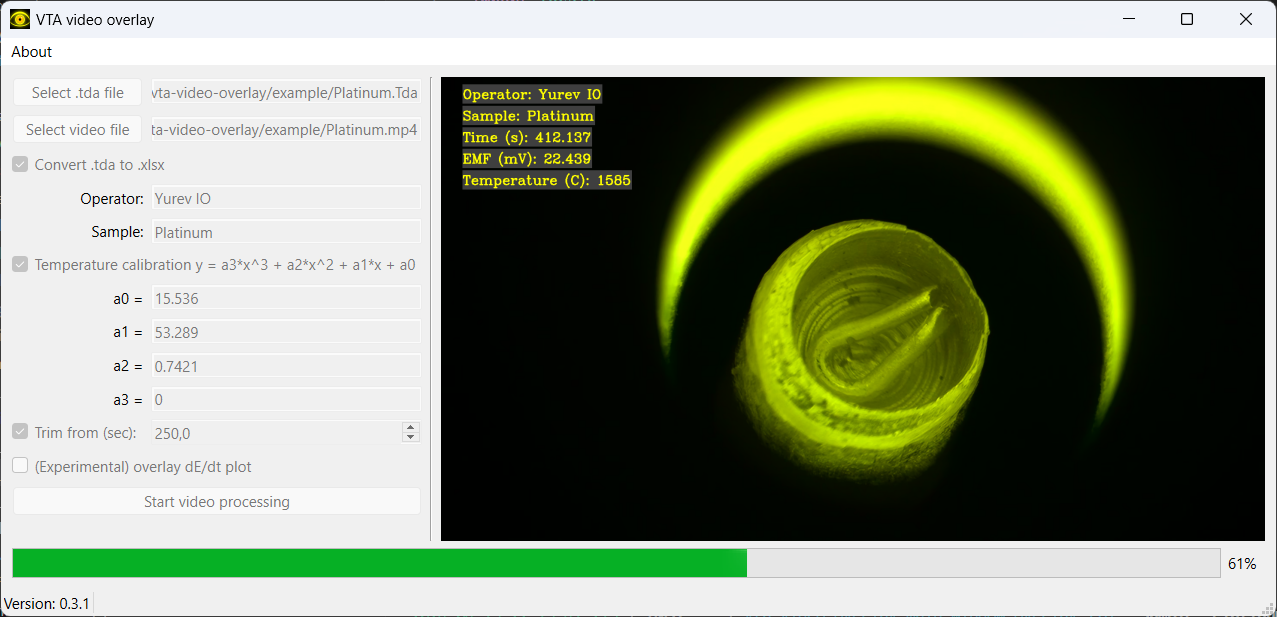 VTA video overlay
About
Select .tda file
vta-video-overlay/example/Platinum.Tda
Select video file
ta-video-overlay/example/Platinum.mp4
Convert .tda to .xlsx
Operator: Yurev IO
Sample: Platinum
Temperature calibration y = a3*x^3 + a2*x^2 + a1*x + a0
a0 = 15.536
a1 = 53.289
a2 = 0.7421
a3 = 0
Trim from (sec): 250,0
(Experimental) overlay dE/dt plot
Start video processing
Operator: Yurev IO
Sample: Platinum
Time (s): 412.137
EMF (mV): 22.439
Temperature (C): 1585
61%
Version: 0.3.1